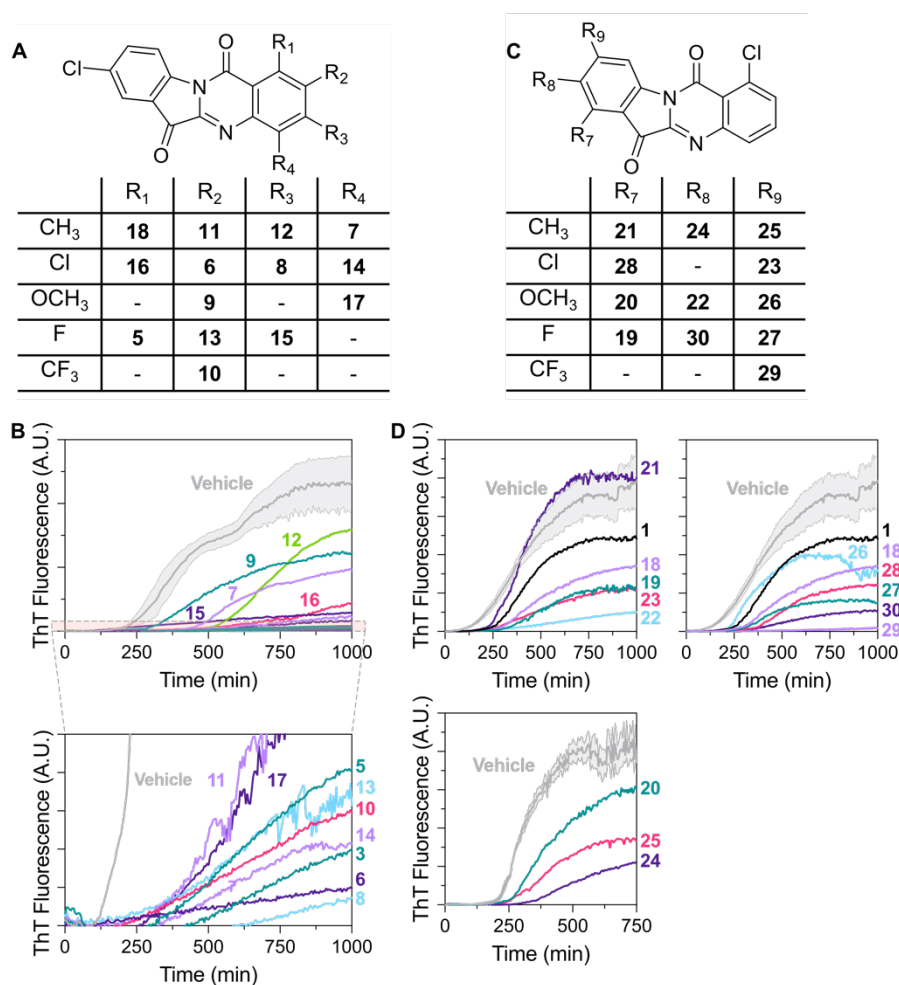 A
Cl
O
R1
R2
N
N
O
R3
R4
R1 R2 R3 R4
CH3 18 11 12 7
Cl 16 6 8 14
OCH3 - 9 - 17
F 5 13 15 -
CF3 - 10 - -
C
R9
R8
R7
O
Cl
N
N
O
R7 R8 R9
CH3 21 24 25
Cl 28 - 23
OCH3 20 22 26
F 19 30 27
CF3 - - 29
B
ThT Fluorescence (A.U.)
Vehicle
12
9
7
16
15
0 250 500 750 1000
Time (min)
ThT Fluorescence (A.U.)
Vehicle
11
17
5
13
10
14
3
6
8
0 250 500 750 1000
Time (min)
D
ThT Fluorescence (A.U.)
Vehicle
21
1
18
19
23
22
0 250 500 750 1000
Time (min)
Vehicle
1
26
18
28
27
30
29
0 250 500 750 1000
Time (min)
ThT Fluorescence (A.U.)
Vehicle
20
25
24
0 250 500 750
Time (min)